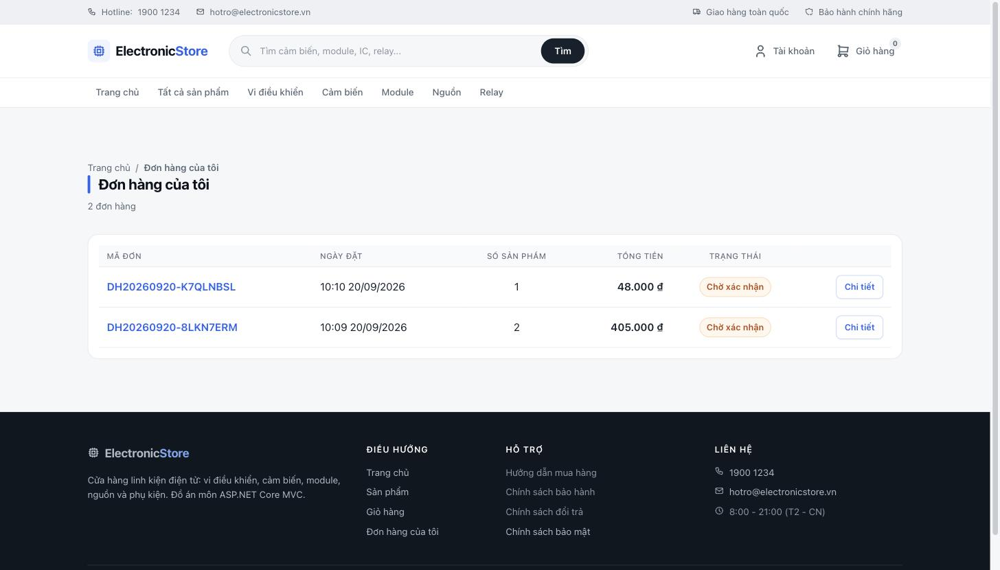 Hotline: 1900 1234 hotro@electronicstore.vn Giao hàng toàn quốc Bảo hành chính hãng
ElectronicStore Tìm cảm biến, module, IC, relay... Tìm Tài khoản Giỏ hàng 0
Trang chủ Tất cả sản phẩm Vi điều khiển Cảm biến Module Nguồn Relay
Trang chủ / Đơn hàng của tôi
Đơn hàng của tôi
2 đơn hàng
MÃ ĐƠN NGÀY ĐẶT SỐ SẢN PHẨM TỔNG TIỀN TRẠNG THÁI
DH20260920-K7QLNBSL 10:10 20/09/2026 1 48.000 ₫ Chờ xác nhận Chi tiết
DH20260920-8LKN7ERM 10:09 20/09/2026 2 405.000 ₫ Chờ xác nhận Chi tiết
ElectronicStore
Cửa hàng linh kiện điện tử: vi điều khiển, cảm biến, module,
nguồn và phụ kiện. Đồ án môn ASP.NET Core MVC.
ĐIỀU HƯỚNG
Trang chủ
Sản phẩm
Giỏ hàng
Đơn hàng của tôi
HỖ TRỢ
Hướng dẫn mua hàng
Chính sách bảo hành
Chính sách đổi trả
Chính sách bảo mật
LIÊN HỆ
1900 1234
hotro@electronicstore.vn
8:00 - 21:00 (T2 - CN)